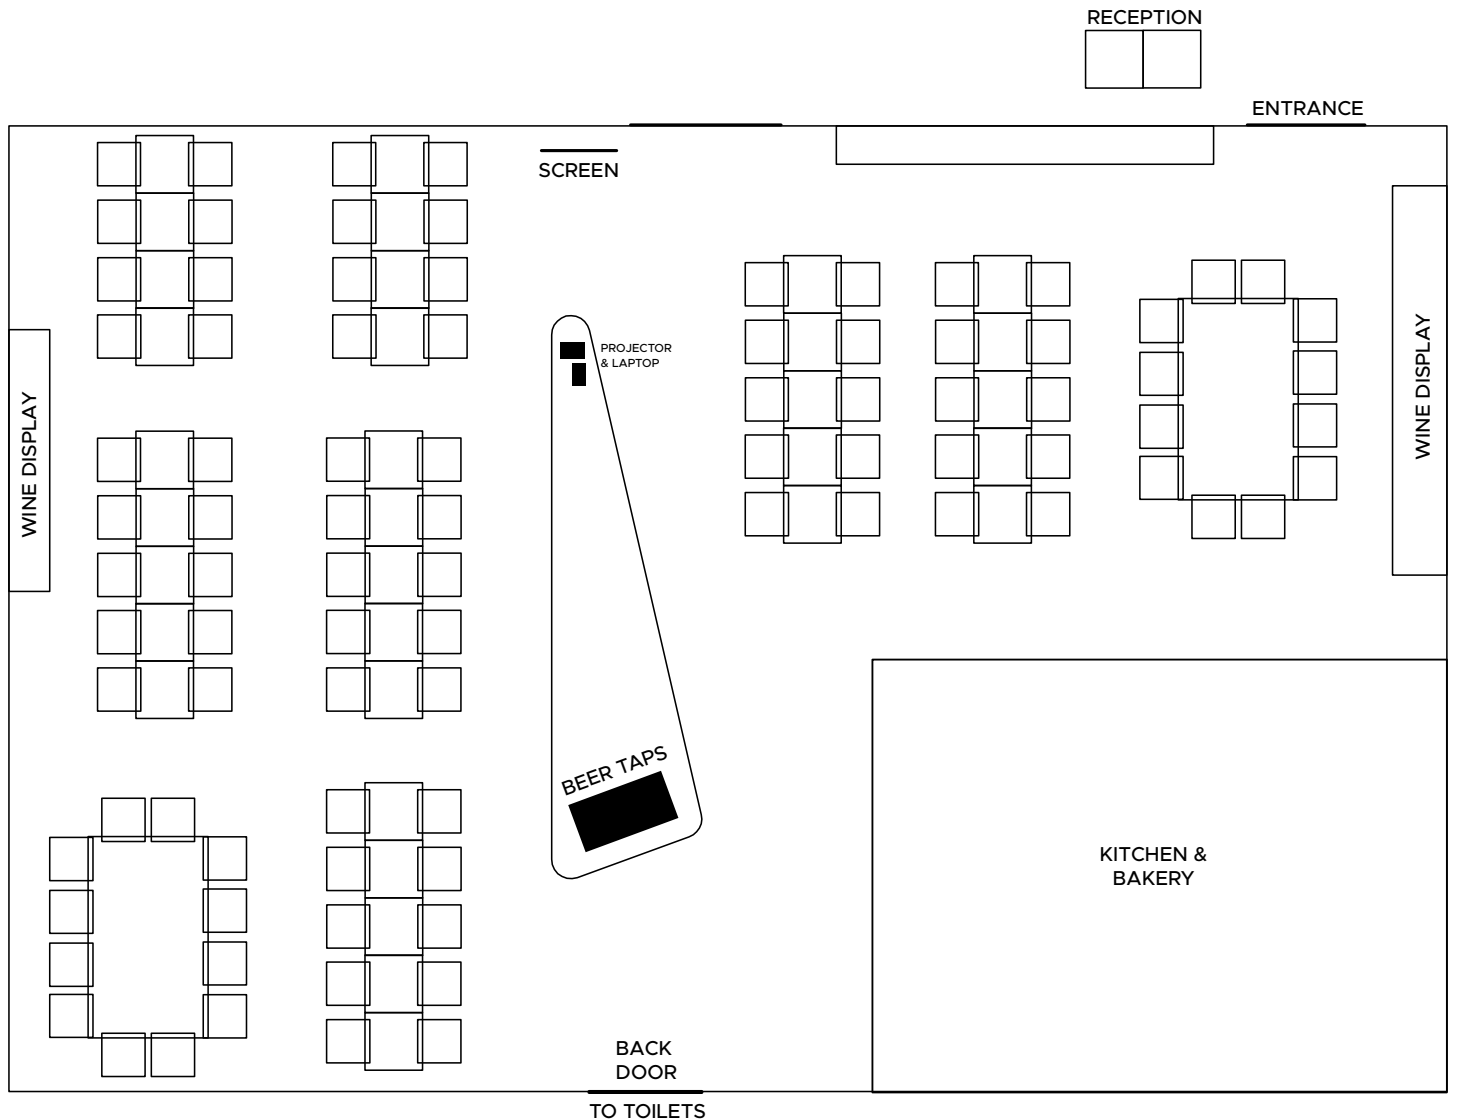 RECEPTION
ENTRANCE
SCREEN
PROJECTOR
& LAPTOP
WINE DISPLAY
WINE DISPLAY
BEER TAPS
KITCHEN &
BAKERY
BACK
DOOR
TO TOILETS